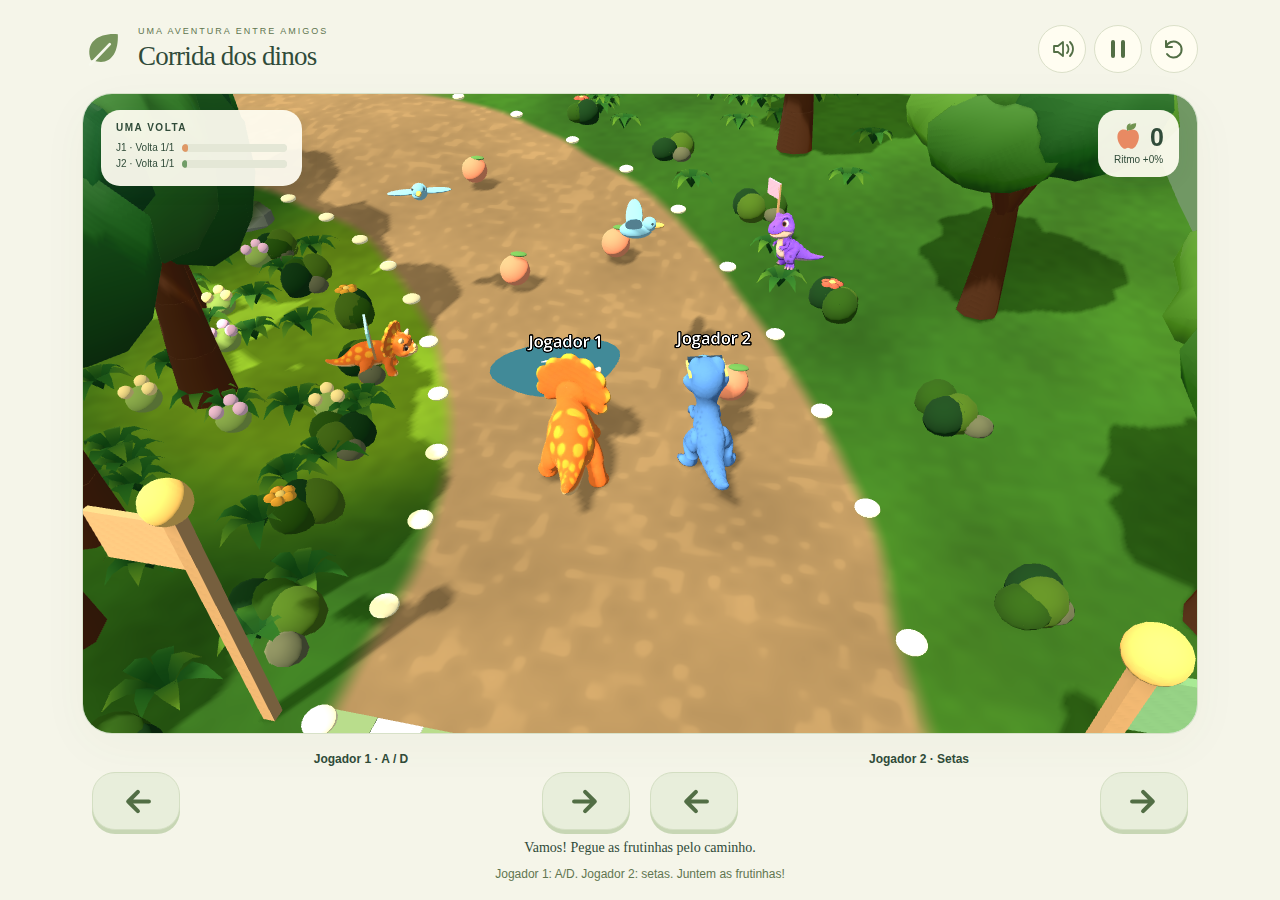 UMA AVENTURA ENTRE AMIGOS
Corrida dos dinos
UMA VOLTA
J1 · Volta 1/1
J2 · Volta 1/1
0
Ritmo +0%
Jogador 1
Jogador 2
Jogador 1 · A / D
Jogador 2 · Setas
Vamos! Pegue as frutinhas pelo caminho.
Jogador 1: A/D. Jogador 2: setas. Juntem as frutinhas!